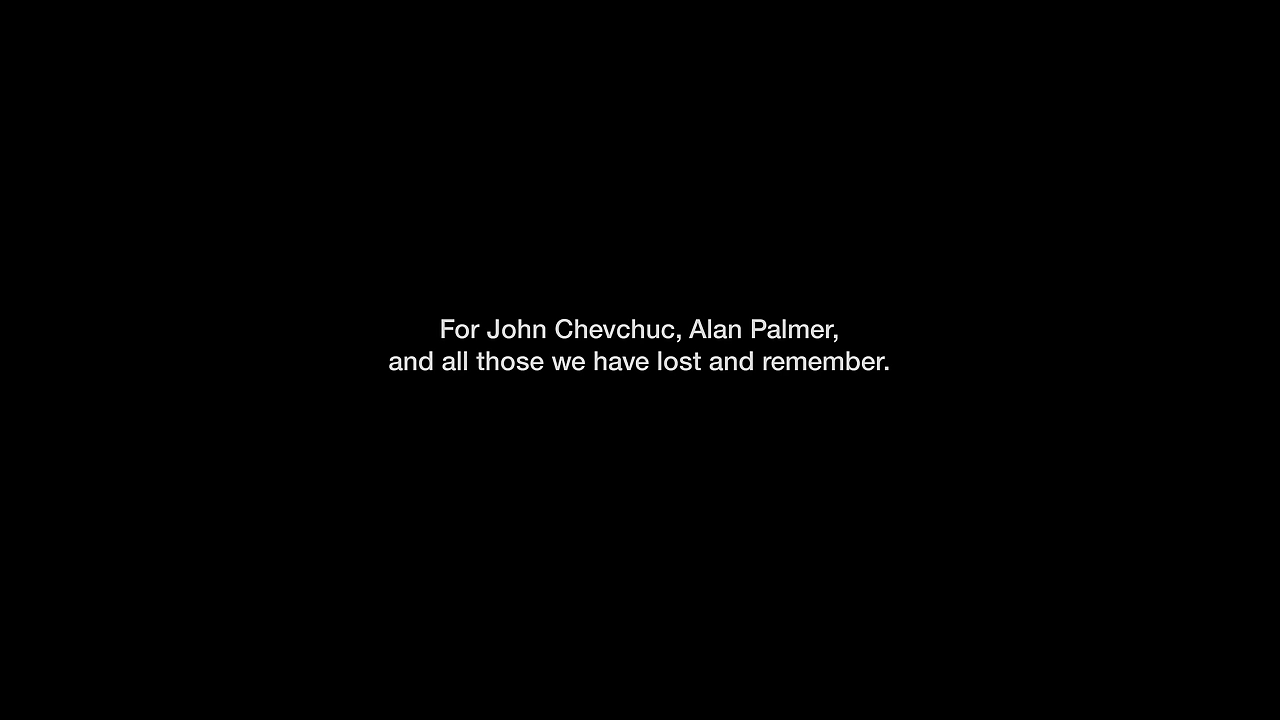 For John Chevchuc, Alan Palmer,
and all those we have lost and remember.